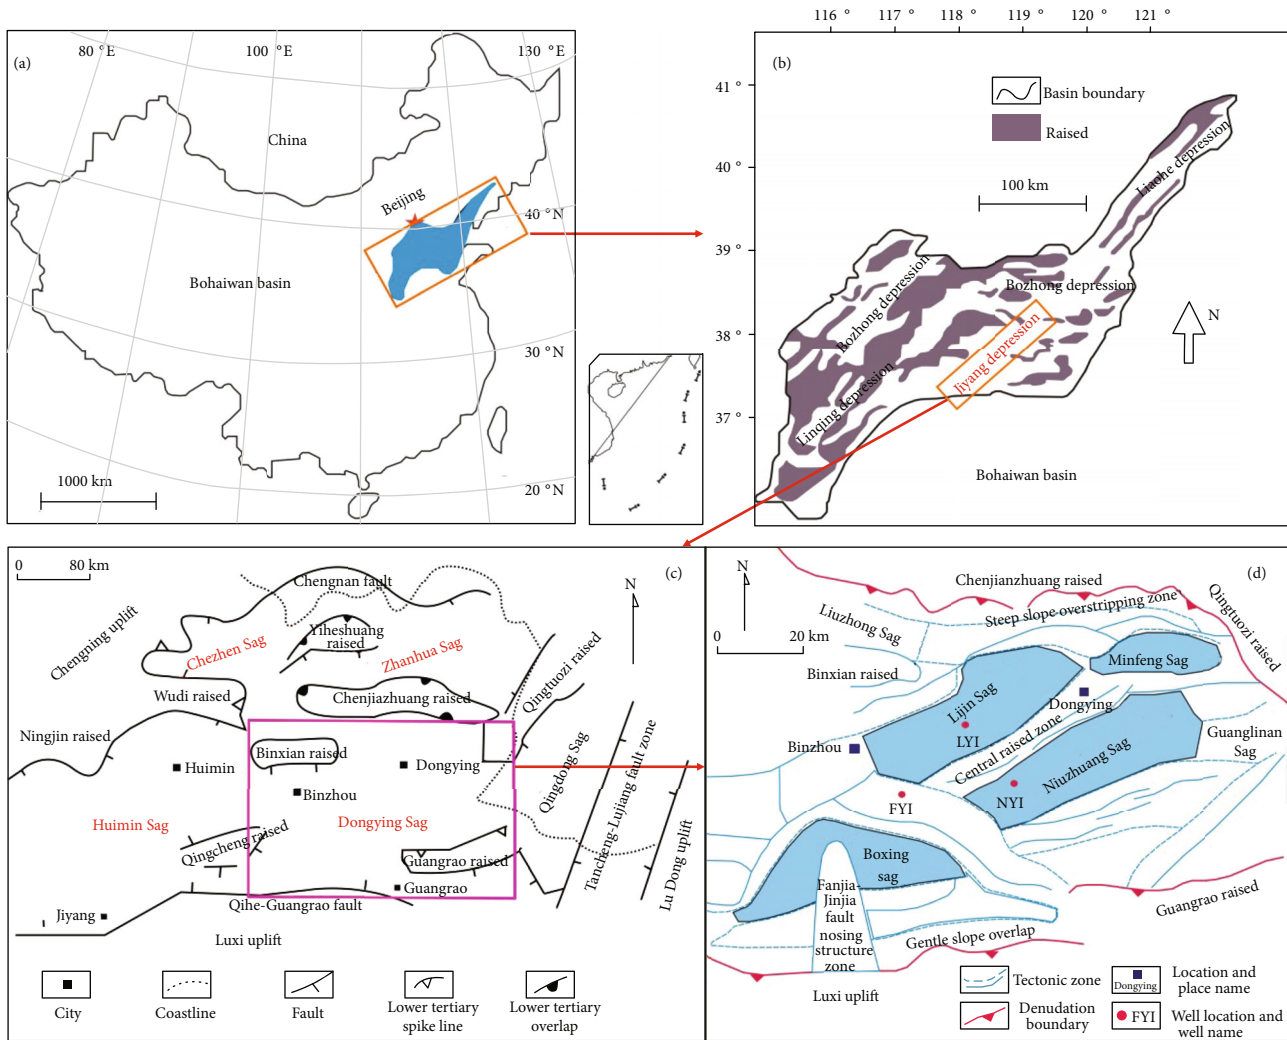 80 °E
100 °E
130 °E
(a)
China
Beijing
40 °N
Bohaiwan basin
30 °N
1000 km
20 °N
116 °
117 °
118 °
119 °
120 °
121 °
(b)
41 °
40 °
39 °
38 °
37 °
Basin boundary
Raised
100 km
Liaohe depression
Bozhong depression
Bozhong depression
N
Jiyang depression
Linqing depression
Bohaiwan basin
0
80 km
(c)
Chengnan fault
N
Chengning uplift
Yiheshuang
raised
Chezhen Sag
Zhanhua Sag
Qingtuozi raised
Wudi raised
Chenjiazhuang raised
Ningjin raised
Binxian raised
Huimin
Dongying
Binzhou
Qingdong Sag
Tancheng-Lujiang fault zone
Huimin Sag
Dongying Sag
Qingcheng raised
Guangrao raised
Lu Dong uplift
Guangrao
Qihe-Guangrao fault
Jiyang
Luxi uplift
City
Coastline
Fault
Lower tertiary
spike line
Lower tertiary
overlap
(d)
N
Chenjianzhuang raised
Liuzhong Sag
Steep slope overstripping zone
Qingtuozi raised
0
20 km
Binxian raised
Minfeng Sag
Lijin Sag
Dongying
LYI
Central raised zone
Guanglinan
Sag
Binzhou
Niuzhuang Sag
FYI
NYI
Boxing
sag
Fanjia-
Jinjia
fault
nosing
structure
zone
Guangrao raised
Gentle slope overlap
Luxi uplift
Tectonic zone
Dongying
Location and
place name
Denudation
boundary
FYI
Well location and
well name